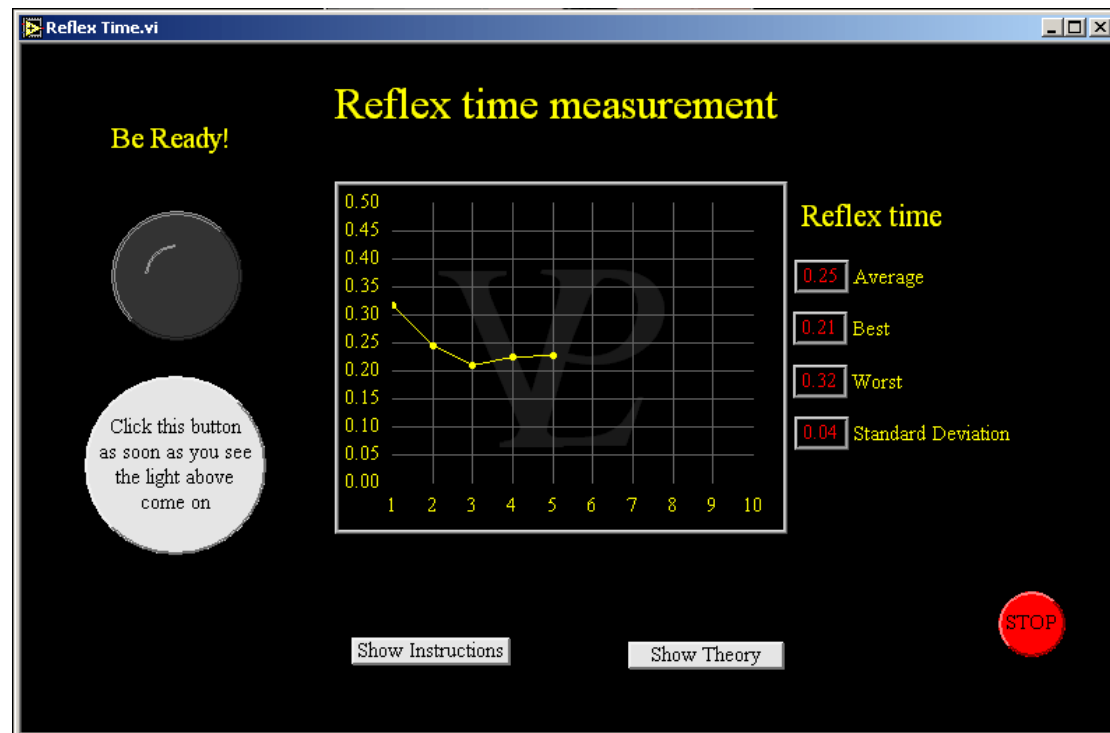 Reflex Time.vi
Reflex time measurement
Be Ready!
Click this button
as soon as you see
the light above
come on
0.50
0.45
0.40
0.35
0.30
0.25
0.20
0.15
0.10
0.05
0.00
1 2 3 4 5 6 7 8 9 10
VPL
Reflex time
0.25 Average
0.21 Best
0.32 Worst
0.04 Standard Deviation
STOP
Show Instructions
Show Theory